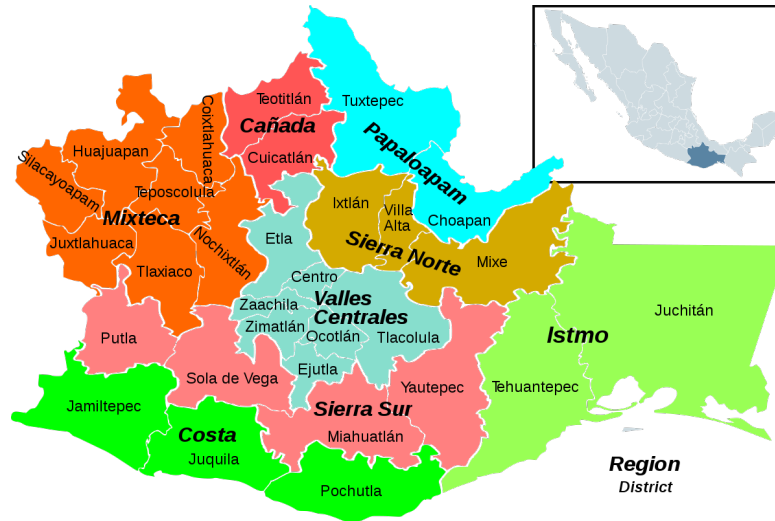 Teotitlán
Tuxtepec
Coixtlahuaca
Cañada
Huajuapan
Cuicatlán
Papaloapam
Silacayoapam
Teposcolula
Ixtlán
Villa
Alta
Choapan
Mixteca
Juxtlahuaca
Nochixtlán
Etla
Sierra Norte
Mixe
Tlaxiaco
Centro
Zaachila
Valles
Centrales
Juchitán
Zimatlán
Ocotlán
Tlacolula
Istmo
Putla
Ejutla
Sola de Vega
Yautepec
Tehuantepec
Jamiltepec
Sierra Sur
Costa
Miahuatlán
Juquila
Region
District
Pochutla